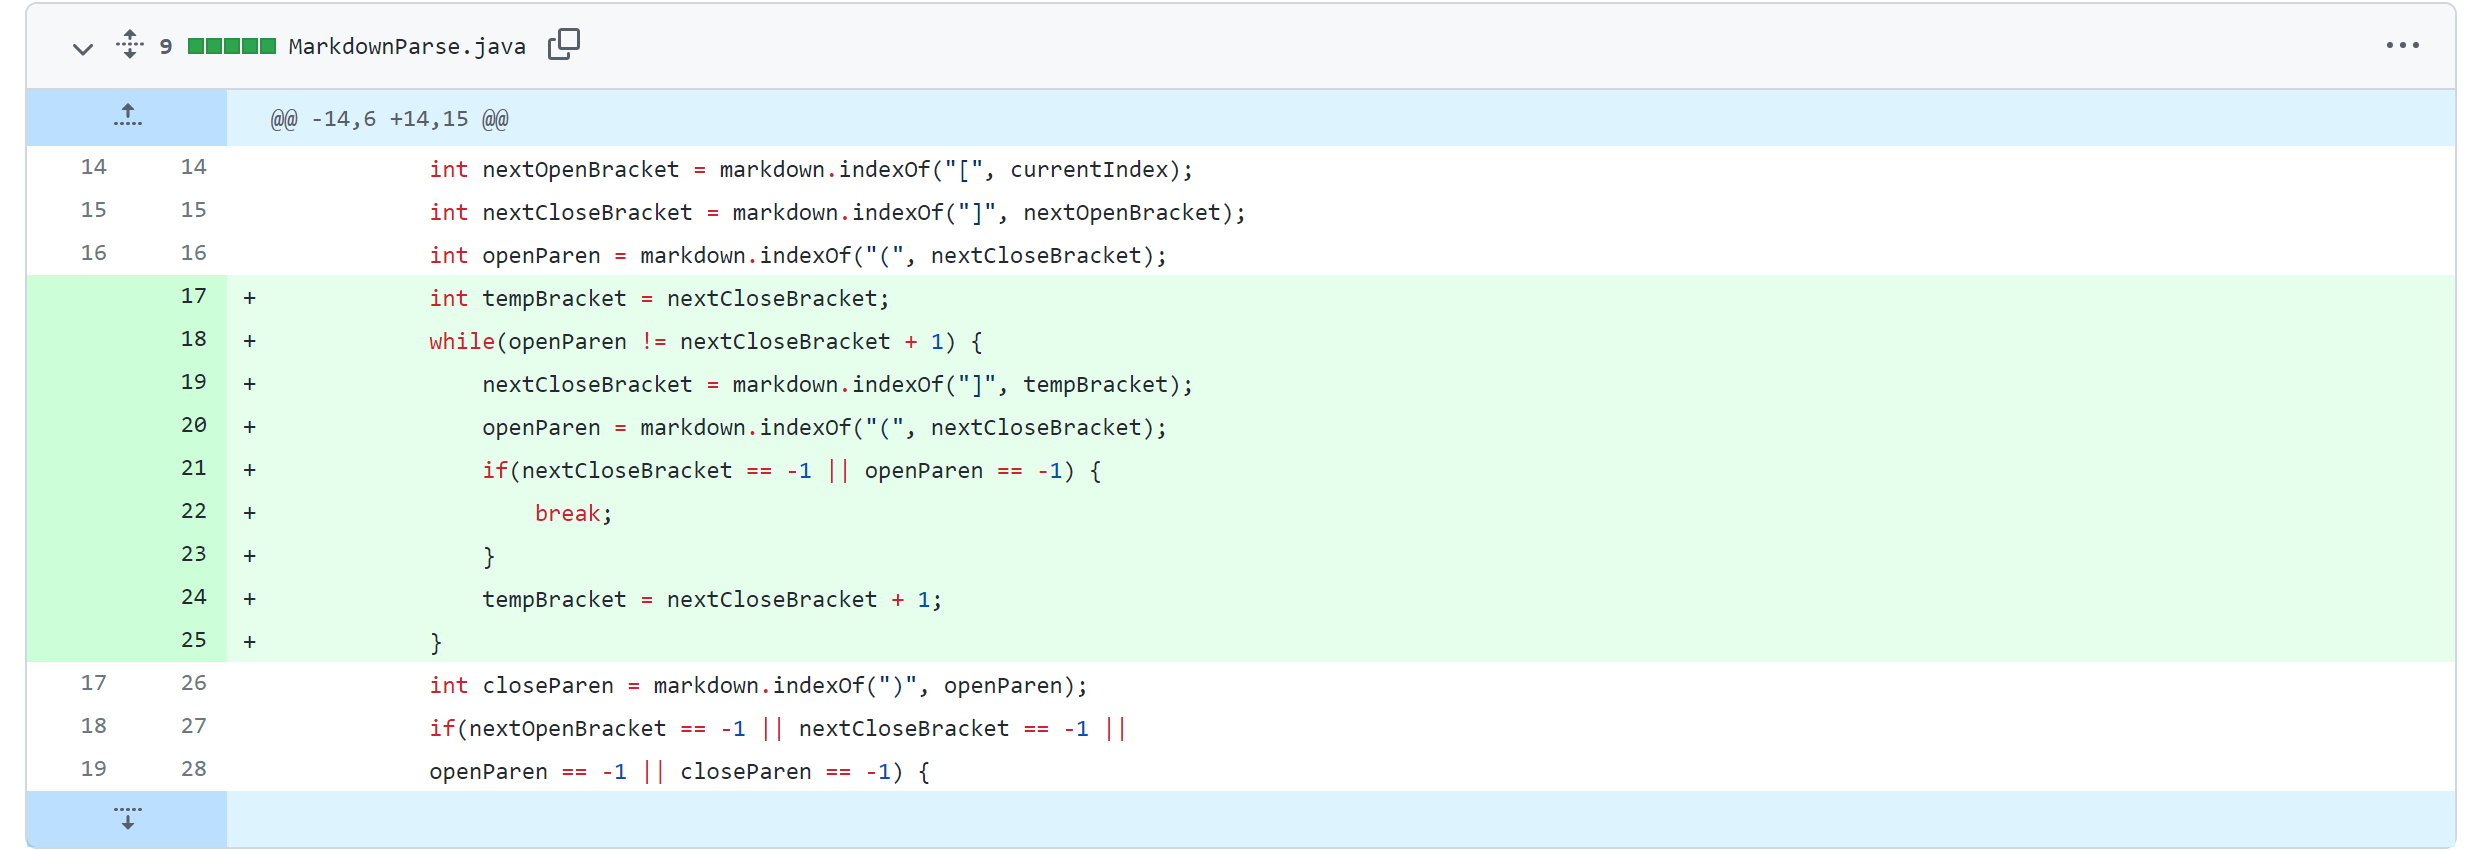 9 MarkdownParse.java
@@ -14,6 +14,15 @@
14 14 int nextOpenBracket = markdown.indexOf("[", currentIndex);
15 15 int nextCloseBracket = markdown.indexOf("]", nextOpenBracket);
16 16 int openParen = markdown.indexOf("(", nextCloseBracket);
17 + int tempBracket = nextCloseBracket;
18 + while(openParen != nextCloseBracket + 1) {
19 + nextCloseBracket = markdown.indexOf("]", tempBracket);
20 + openParen = markdown.indexOf("(", nextCloseBracket);
21 + if(nextCloseBracket == -1 || openParen == -1) {
22 + break;
23 + }
24 + tempBracket = nextCloseBracket + 1;
25 + }
17 26 int closeParen = markdown.indexOf(")", openParen);
18 27 if(nextOpenBracket == -1 || nextCloseBracket == -1 ||
19 28 openParen == -1 || closeParen == -1) {